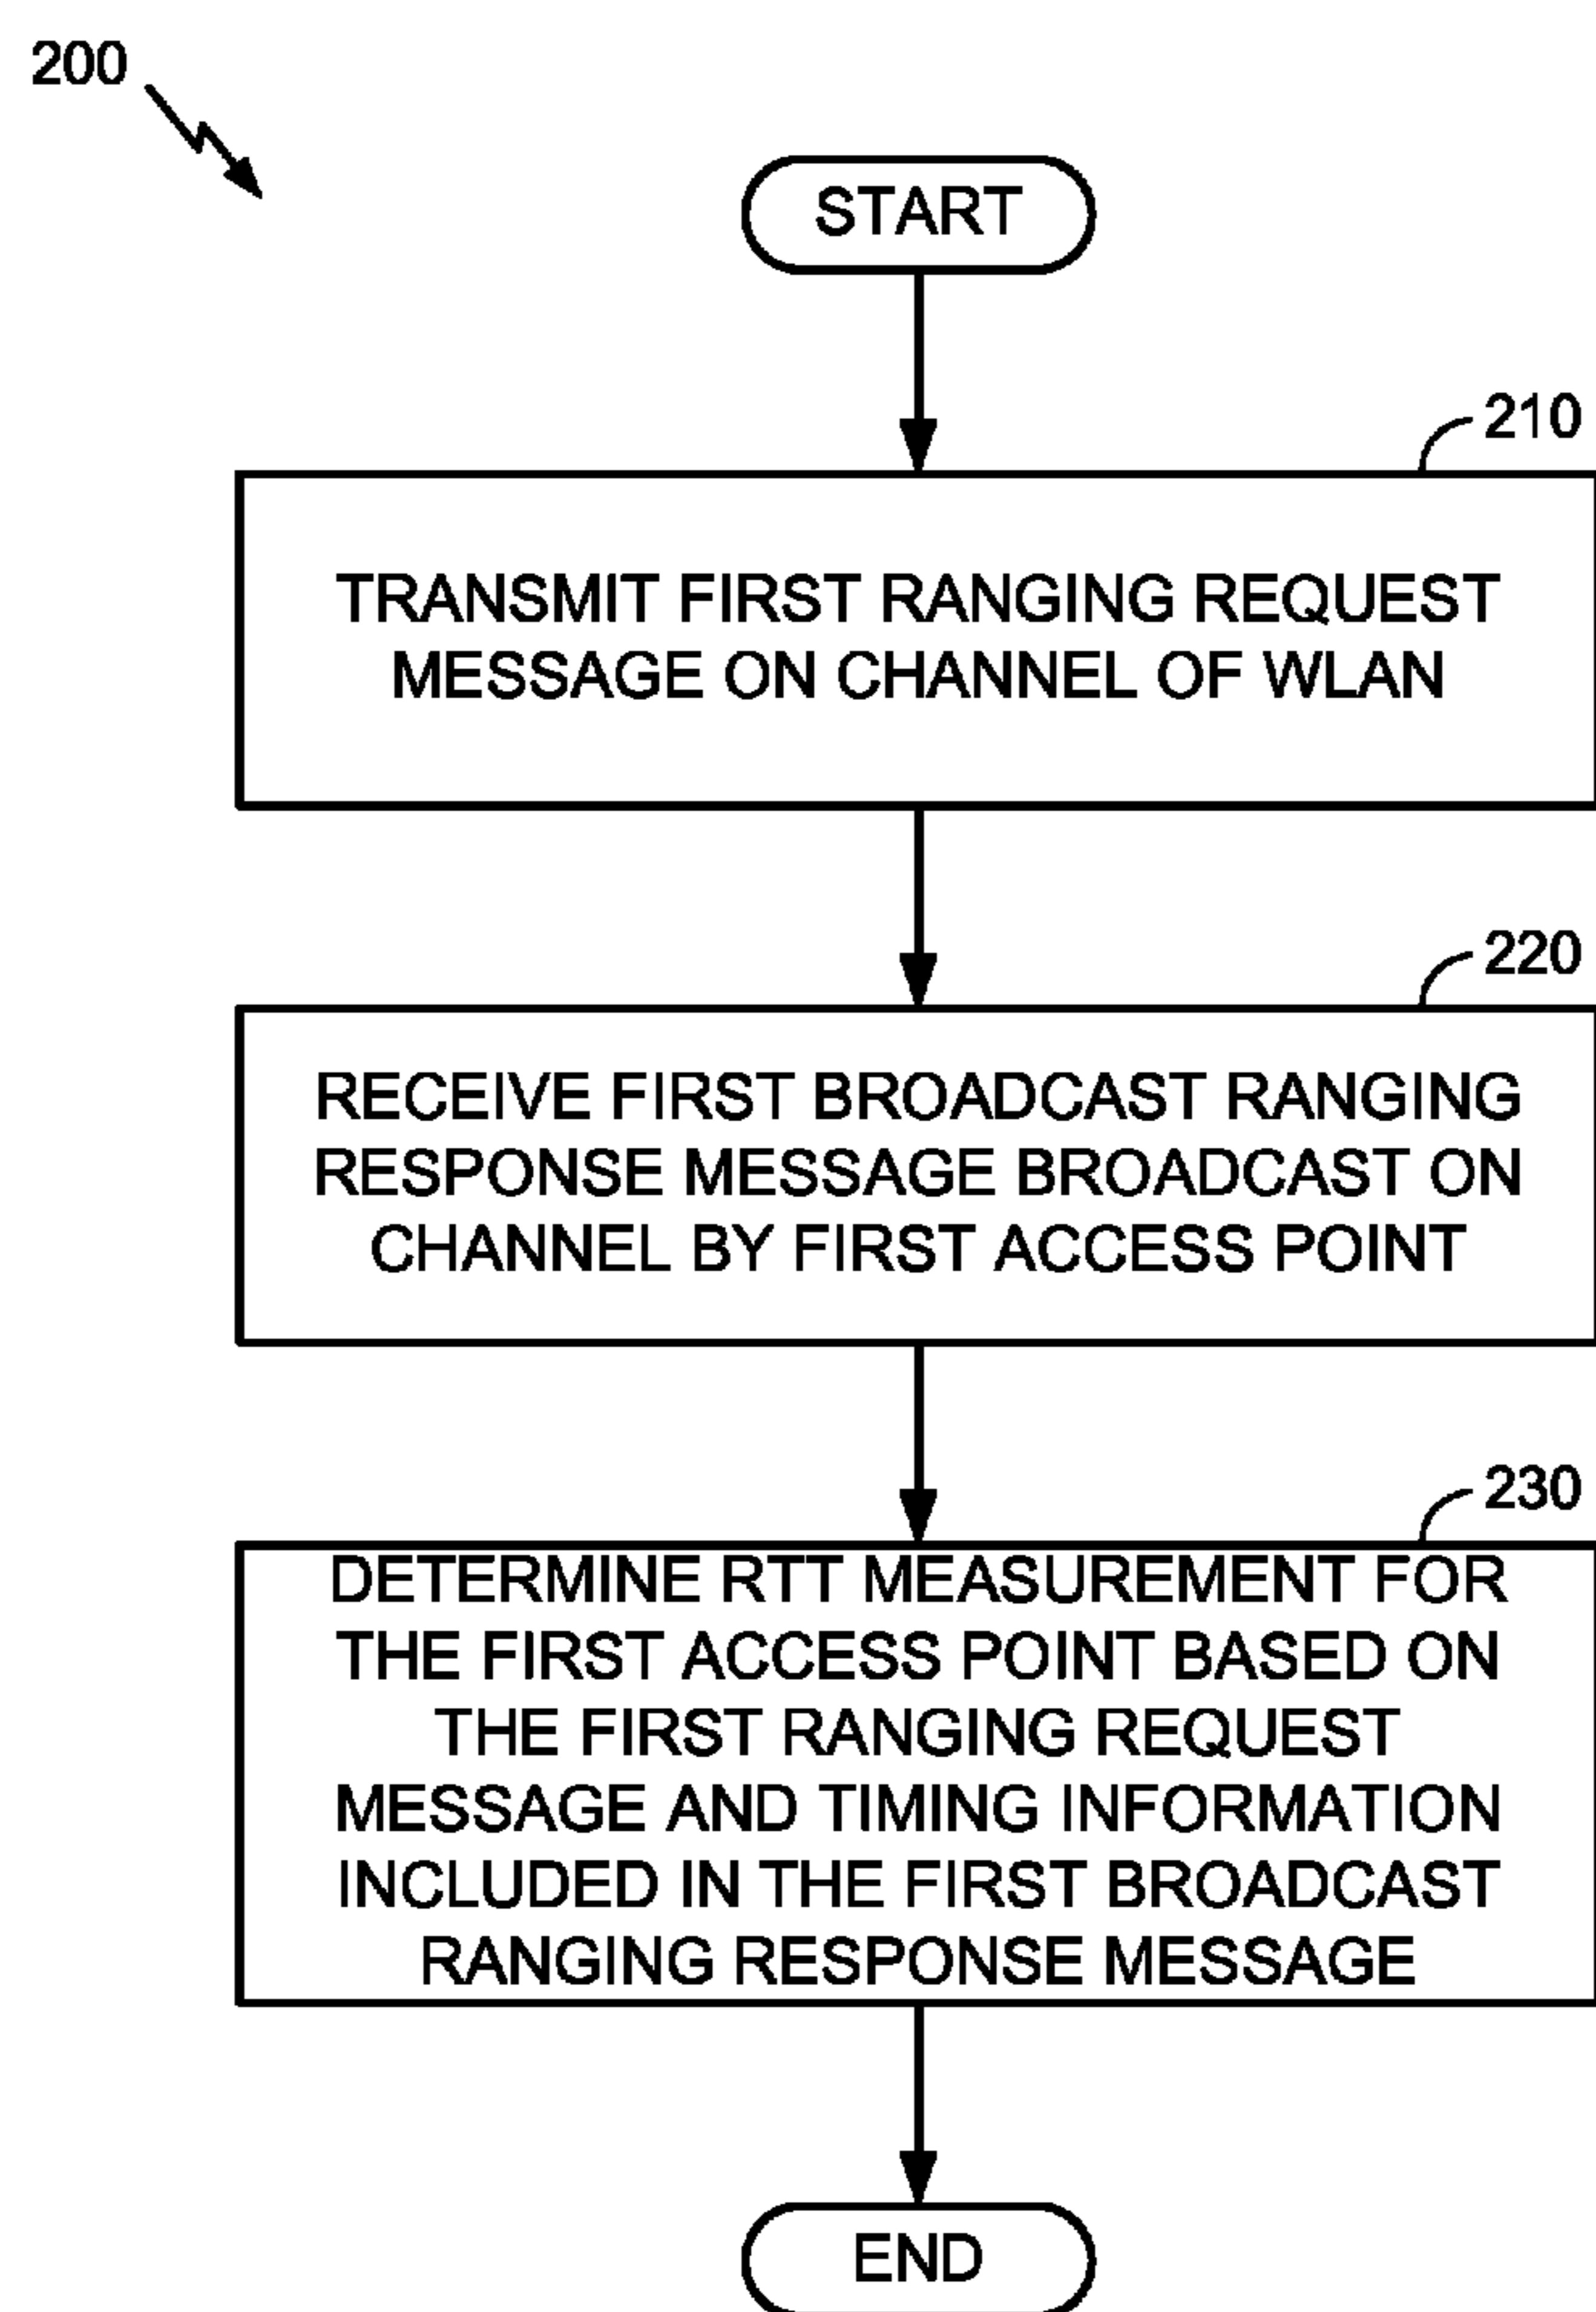 200
START
210
TRANSMIT FIRST RANGING REQUEST
MESSAGE ON CHANNEL OF WLAN
220
RECEIVE FIRST BROADCAST RANGING
RESPONSE MESSAGE BROADCAST ON
CHANNEL BY FIRST ACCESS POINT
230
DETERMINE RTT MEASUREMENT FOR
THE FIRST ACCESS POINT BASED ON
THE FIRST RANGING REQUEST
MESSAGE AND TIMING INFORMATION
INCLUDED IN THE FIRST BROADCAST
RANGING RESPONSE MESSAGE
END